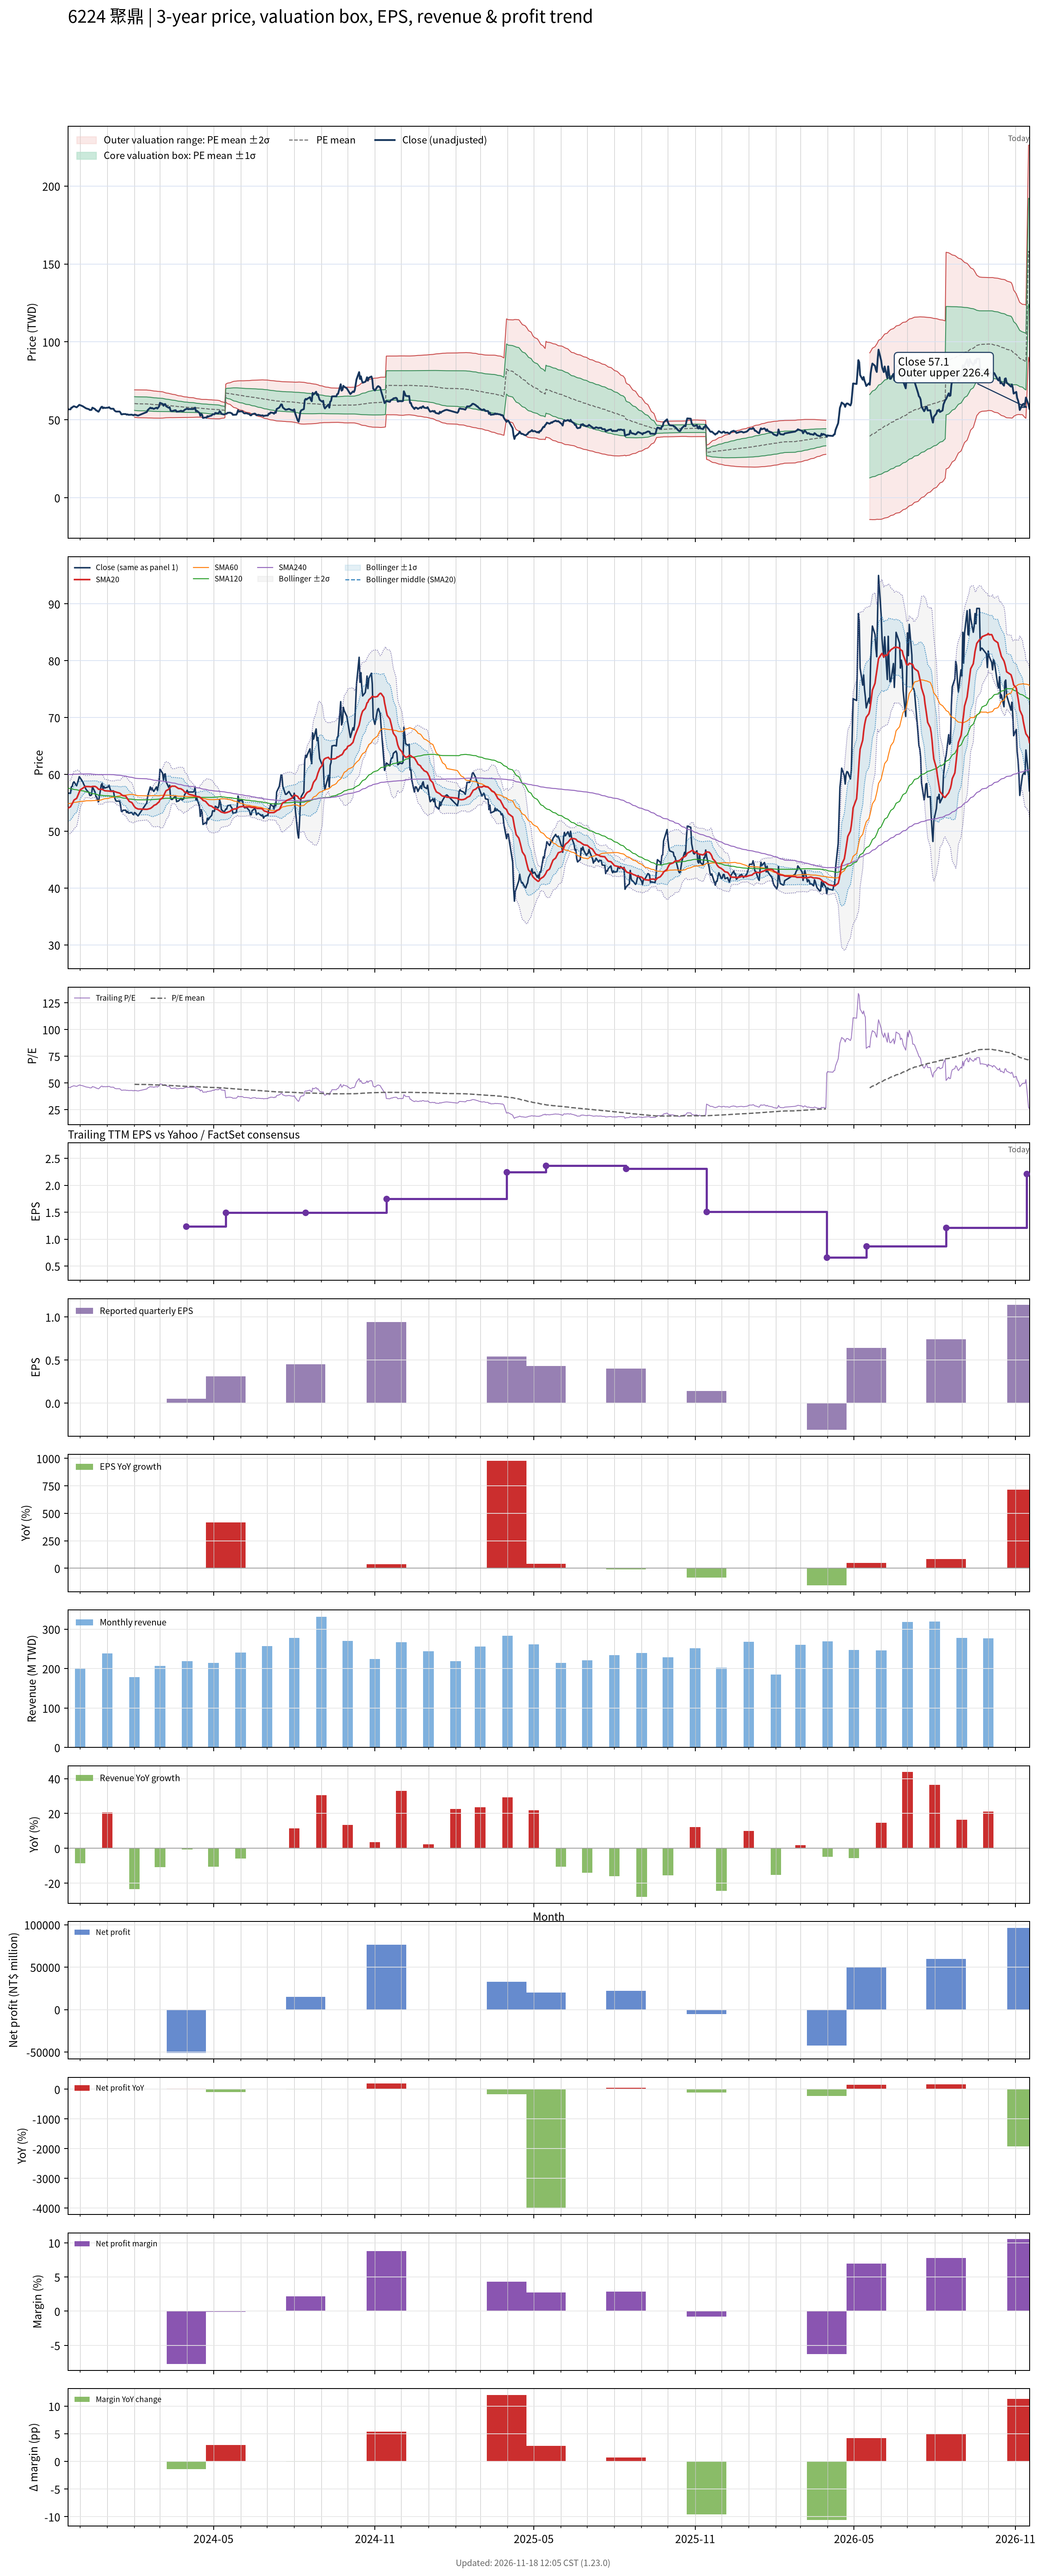 6224 聚鼎 | 3-year price, valuation box, EPS, revenue & profit trend
Outer valuation range: PE mean ±2σ
Core valuation box: PE mean ±1σ
PE mean
Close (unadjusted)
Today
Price (TWD)
200
150
100
50
0
Close 57.1
Outer upper 226.4
Close (same as panel 1)
SMA20
SMA60
SMA120
SMA240
Bollinger ±2σ
Bollinger ±1σ
Bollinger middle (SMA20)
Price
90
80
70
60
50
40
30
Trailing P/E
P/E mean
P/E
125
100
75
50
25
Trailing TTM EPS vs Yahoo / FactSet consensus
Today
EPS
2.5
2.0
1.5
1.0
0.5
Reported quarterly EPS
EPS
1.0
0.5
0.0
EPS YoY growth
YoY (%)
1000
750
500
250
0
Monthly revenue
Revenue (M TWD)
300
200
100
0
Revenue YoY growth
YoY (%)
40
20
0
-20
Month
Net profit
Net profit (NT$ million)
100000
50000
0
-50000
Net profit YoY
YoY (%)
0
-1000
-2000
-3000
-4000
Net profit margin
Margin (%)
10
5
0
-5
Margin YoY change
Δ margin (pp)
10
5
0
-5
-10
2024-05
2024-11
2025-05
2025-11
2026-05
2026-11
Updated: 2026-11-18 12:05 CST (1.23.0)